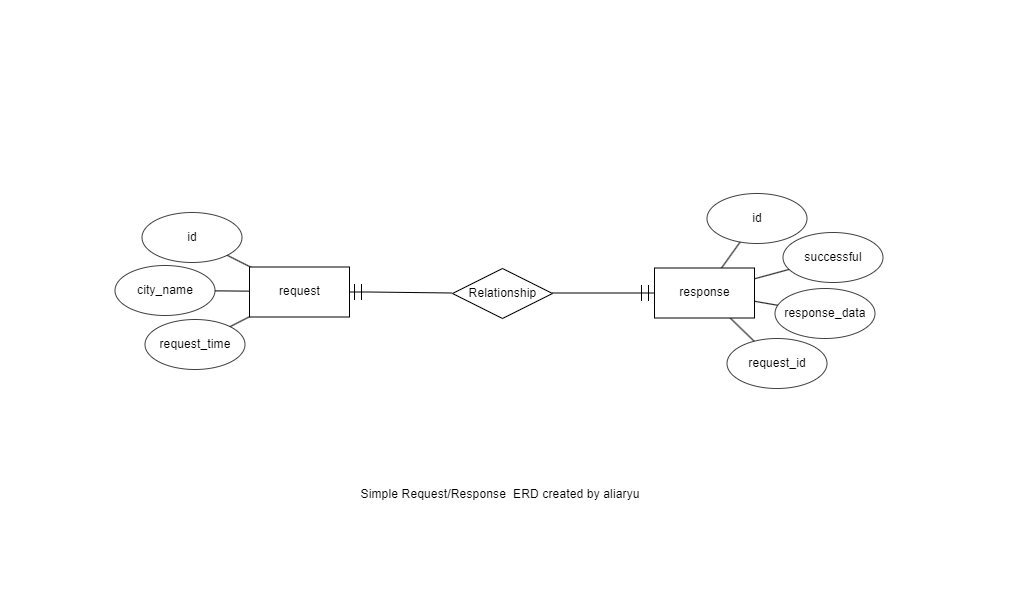 id
city_name
request_time
request
Relationship
response
id
successful
response_data
request_id
Simple Request/Response  ERD created by aliaryu